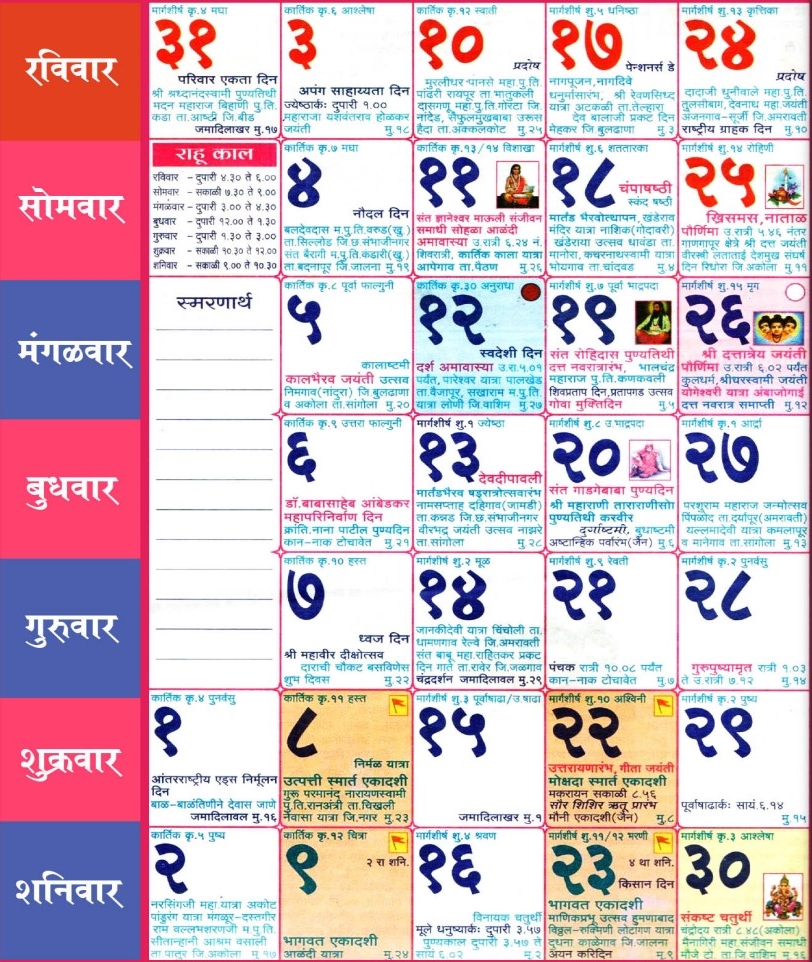 रविवार
मार्गशीर्ष कृ.४ मघा
३१
परिवार एकता दिन
श्री श्रध्दानंदस्वामी पुण्यतिथी
मदन महाराज बिहाणी पु.ति.
कडा ता.आष्टी जि.बीड
जमादिलाखर मु.१७
कार्तिक कृ.६ आश्लेषा
३
अपंग साहाय्यता दिन
ज्येष्ठार्कः दुपारी १.००
महाराजा यशवंतराव होळकर
जयंती मु.१८
कार्तिक कृ.१२ स्वाती
१०
प्रदोष
मुरलीधर पानसे महा.पु.ति.
पांढरी रायपूर ता भातुकली
दासगणू महा.पु.ति.गोरटा जि.
नांदेड, सैफुलमुखबाबा उरूस
हैदा ता.अक्कलकोट मु.२५
मार्गशीर्ष शु.५ धनिष्ठा
१७
पेन्शनर्स डे
नागपूजन,नागदिवे
धनुर्मासारंभ, श्री रेवणसिध्द
यात्रा अटकळी ता.तेल्हारा
देव बालाजी प्रकट दिन
मेहकर जि.बुलढाणा मु.३
मार्गशीर्ष शु.१३ कृत्तिका
२४
प्रदोष
दादाजी धुनीवाले महा.पु.ति.
तुलसीबाग, देवनाथ महा.जयंती
अंजनगाव-सूर्जी जि.अमरावती
राष्ट्रीय ग्राहक दिन मु.१०
सोमवार
राहू काल
रविवार – दुपारी ४.३० ते ६.००
सोमवार – सकाळी ७.३० ते ९.००
मंगळवार – दुपारी ३.०० ते ४.३०
बुधवार – दुपारी १२.०० ते १.३०
गुरुवार – दुपारी १.३० ते ३.००
शुक्रवार – सकाळी १०.३० ते १२.००
शनिवार – सकाळी ९.०० ते १०.३०
कार्तिक कृ.७ मघा
४
नौदल दिन
बलदेवदास म.पु.ति.वरुड(खु.)
ता.सिल्लोड जि.छ.संभाजीनगर
संत बैरागी म.पु.ति.कंडारी(खु.)
ता.बदनापूर जि.जालना मु.१९
कार्तिक कृ.१३/१४ विशाखा
११
संत ज्ञानेश्वर माऊली संजीवन
समाधी सोहळा आळंदी
अमावास्या उ.रात्री ६.२४ नं.
शिवरात्री, कार्तिक काला यात्रा
आपेगाव ता.पैठण मु.२६
मार्गशीर्ष शु.६ शततारका
१८
चंपाषष्ठी
स्कंद षष्ठी
मार्तंड भैरवोत्थापन, खंडेराव
मंदिर यात्रा नाशिक(गोदावरी)
खंडेराया उत्सव धावंडा ता.
मानोरा, कचरनाथस्वामी यात्रा
भोयगाव ता.चांदवड मु.४
मार्गशीर्ष शु.१४ रोहिणी
२५
ख्रिसमस, नाताळ
पौर्णिमा उ.रात्री ५.४६ नंतर
गाणगापूर क्षेत्रे श्री दत्त जयंती
वीरस्त्री लताताई देशमुख संघर्ष
दिन रिधोरा जि.अकोला मु.११
मंगळवार
स्मरणार्थ
कार्तिक कृ.८ पूर्वा फाल्गुनी
५
कालाष्टमी
कालभैरव जयंती उत्सव
निमगाव(नांदुरा) जि बुलढाणा
व अकोला ता.सांगोला मु.२०
कार्तिक कृ.३० अनुराधा
१२
स्वदेशी दिन
दर्श अमावास्या उ.रा.५.०१
पर्यंत, पारेश्वर यात्रा पालखेड
ता.वैजापूर, सखाराम म.पु.ति.
यात्रा लोणी जि.वाशिम मु.२७
मार्गशीर्ष शु.७ पूर्वा भाद्रपदा
१९
संत रोहिदास पुण्यतिथी
दत्त नवरात्रारंभ, भालचंद्र
महाराज पु.ति.कणकवली
शिवप्रताप दिन,प्रतापगड उत्सव
गोवा मुक्तिदिन मु.५
मार्गशीर्ष शु.१५ मृग
२६
श्री दत्तात्रेय जयंती
पौर्णिमा उ.रात्री ६.०२ पर्यंत
कुलधर्म,श्रीधरस्वामी जयंती
योगेश्वरी यात्रा अंबाजोगाई
दत्त नवरात्र समाप्ती मु.१२
बुधवार
कार्तिक कृ.९ उत्तरा फाल्गुनी
६
डॉ.बाबासाहेब आंबेडकर
महापरिनिर्वाण दिन
क्रांति.नाना पाटील पुण्यदिन
कान-नाक टोचावेत मु.२१
मार्गशीर्ष शु.१ ज्येष्ठा
१३
देवदीपावली
मार्तंडभैरव षड्रात्रोत्सवारंभ
नामसप्ताह दहिगाव(जामडी)
ता.कन्नड जि.छ.संभाजीनगर
वीरभद्र जयंती उत्सव नाझरे
ता.सांगोला मु.२८
मार्गशीर्ष शु.८ उ.भाद्रपदा
२०
संत गाडगेबाबा पुण्यदिन
श्री महाराणी ताराराणीसो।
पुण्यतिथी करवीर
दुर्गाष्टमी, बुधाष्टमी
अष्टान्हिक पर्वारंभ(जैन) मु.६
मार्गशीर्ष कृ.१ आर्द्रा
२७
परशुराम महाराज जन्मोत्सव
पिंपळोद ता.दर्यापूर(अमरावती)
यल्लमादेवी यात्रा कमलापूर
व मानेगाव ता.सांगोला मु.१३
गुरुवार
कार्तिक कृ.१० हस्त
७
ध्वज दिन
श्री महावीर दीक्षोत्सव
दाराची चौकट बसविणेस
शुभ दिवस मु.२२
मार्गशीर्ष शु.२ मूळ
१४
जानकीदेवी यात्रा चिंचोली ता.
धामणगाव रेल्वे जि.अमरावती
संत बाबू महा.राहितकर प्रकट
दिन गाते ता.रावेर जि.जळगाव
चंद्रदर्शन जमादिलाखर मु.२९
मार्गशीर्ष शु.९ रेवती
२१
पंचक रात्री १०.०८ पर्यंत
कान-नाक टोचावेत मु.७
मार्गशीर्ष कृ.२ पुनर्वसु
२८
गुरुपुष्यामृत रात्री १.०३
ते उ.रात्री ७.१२ मु.१४
शुक्रवार
कार्तिक कृ.४ पुनर्वसु
१
आंतरराष्ट्रीय एड्स निर्मूलन
दिन
बाळ-बाळंतिणीने देवास जाणे
जमादिलावल मु.१६
कार्तिक कृ.११ हस्त
८
निर्मळ यात्रा
उत्पत्ती स्मार्त एकादशी
गुरू परमानंद नारायणस्वामी
पु.ति.रानअंत्री ता.चिखली
नेवासा यात्रा जि.नगर मु.२३
मार्गशीर्ष शु.३ पूर्वाषाढा/उ.षाढा
१५
जमादिलाखर मु.१
मार्गशीर्ष शु.१० अश्विनी
२२
उत्तरायणारंभ, गीता जयंती
मोक्षदा स्मार्त एकादशी
मकरायन सकाळी ८.५६
सौर शिशिर ऋतू प्रारंभ
मौनी एकादशी(जैन) मु.८
मार्गशीर्ष कृ.२ पुष्य
२९
पूर्वाषाढार्कः सायं.६.१४
मु.१५
शनिवार
कार्तिक कृ.५ पुष्य
२
नरसिंगजी महा.यात्रा अकोट
पांडुरंग यात्रा मंगळूर-दस्तगीर
राम वल्लभशरणजी म.पु.ति.
सीतान्हानी आश्रम वसाली
ता.पातुर जि.अकोला मु.१७
कार्तिक कृ.१२ चित्रा
९
२ रा शनि.
भागवत एकादशी
आळंदी यात्रा मु.२४
मार्गशीर्ष शु.४ श्रवण
१६
विनायक चतुर्थी
मूले धनुष्यार्कः दुपारी ३.५७
पुण्यकाल दुपारी ३.५७ ते
सायं ६.०२ मु.२
मार्गशीर्ष शु.११/१२ भरणी
२३
४ था शनि.
किसान दिन
भागवत एकादशी
माणिकप्रभू उत्सव हुमणाबाद
विठ्ठल-रुक्मिणी लोटांगण यात्रा
दुधना काळेगाव जि.जालना
अयन करिदिन मु.९
मार्गशीर्ष कृ.३ आश्लेषा
३०
संकष्ट चतुर्थी
चंद्रोदय रात्री ८.४८(अकोला)
मैनागिरी महा.संजीवन समाधी
मौजे टो. ता.जि.वाशिम मु.१६